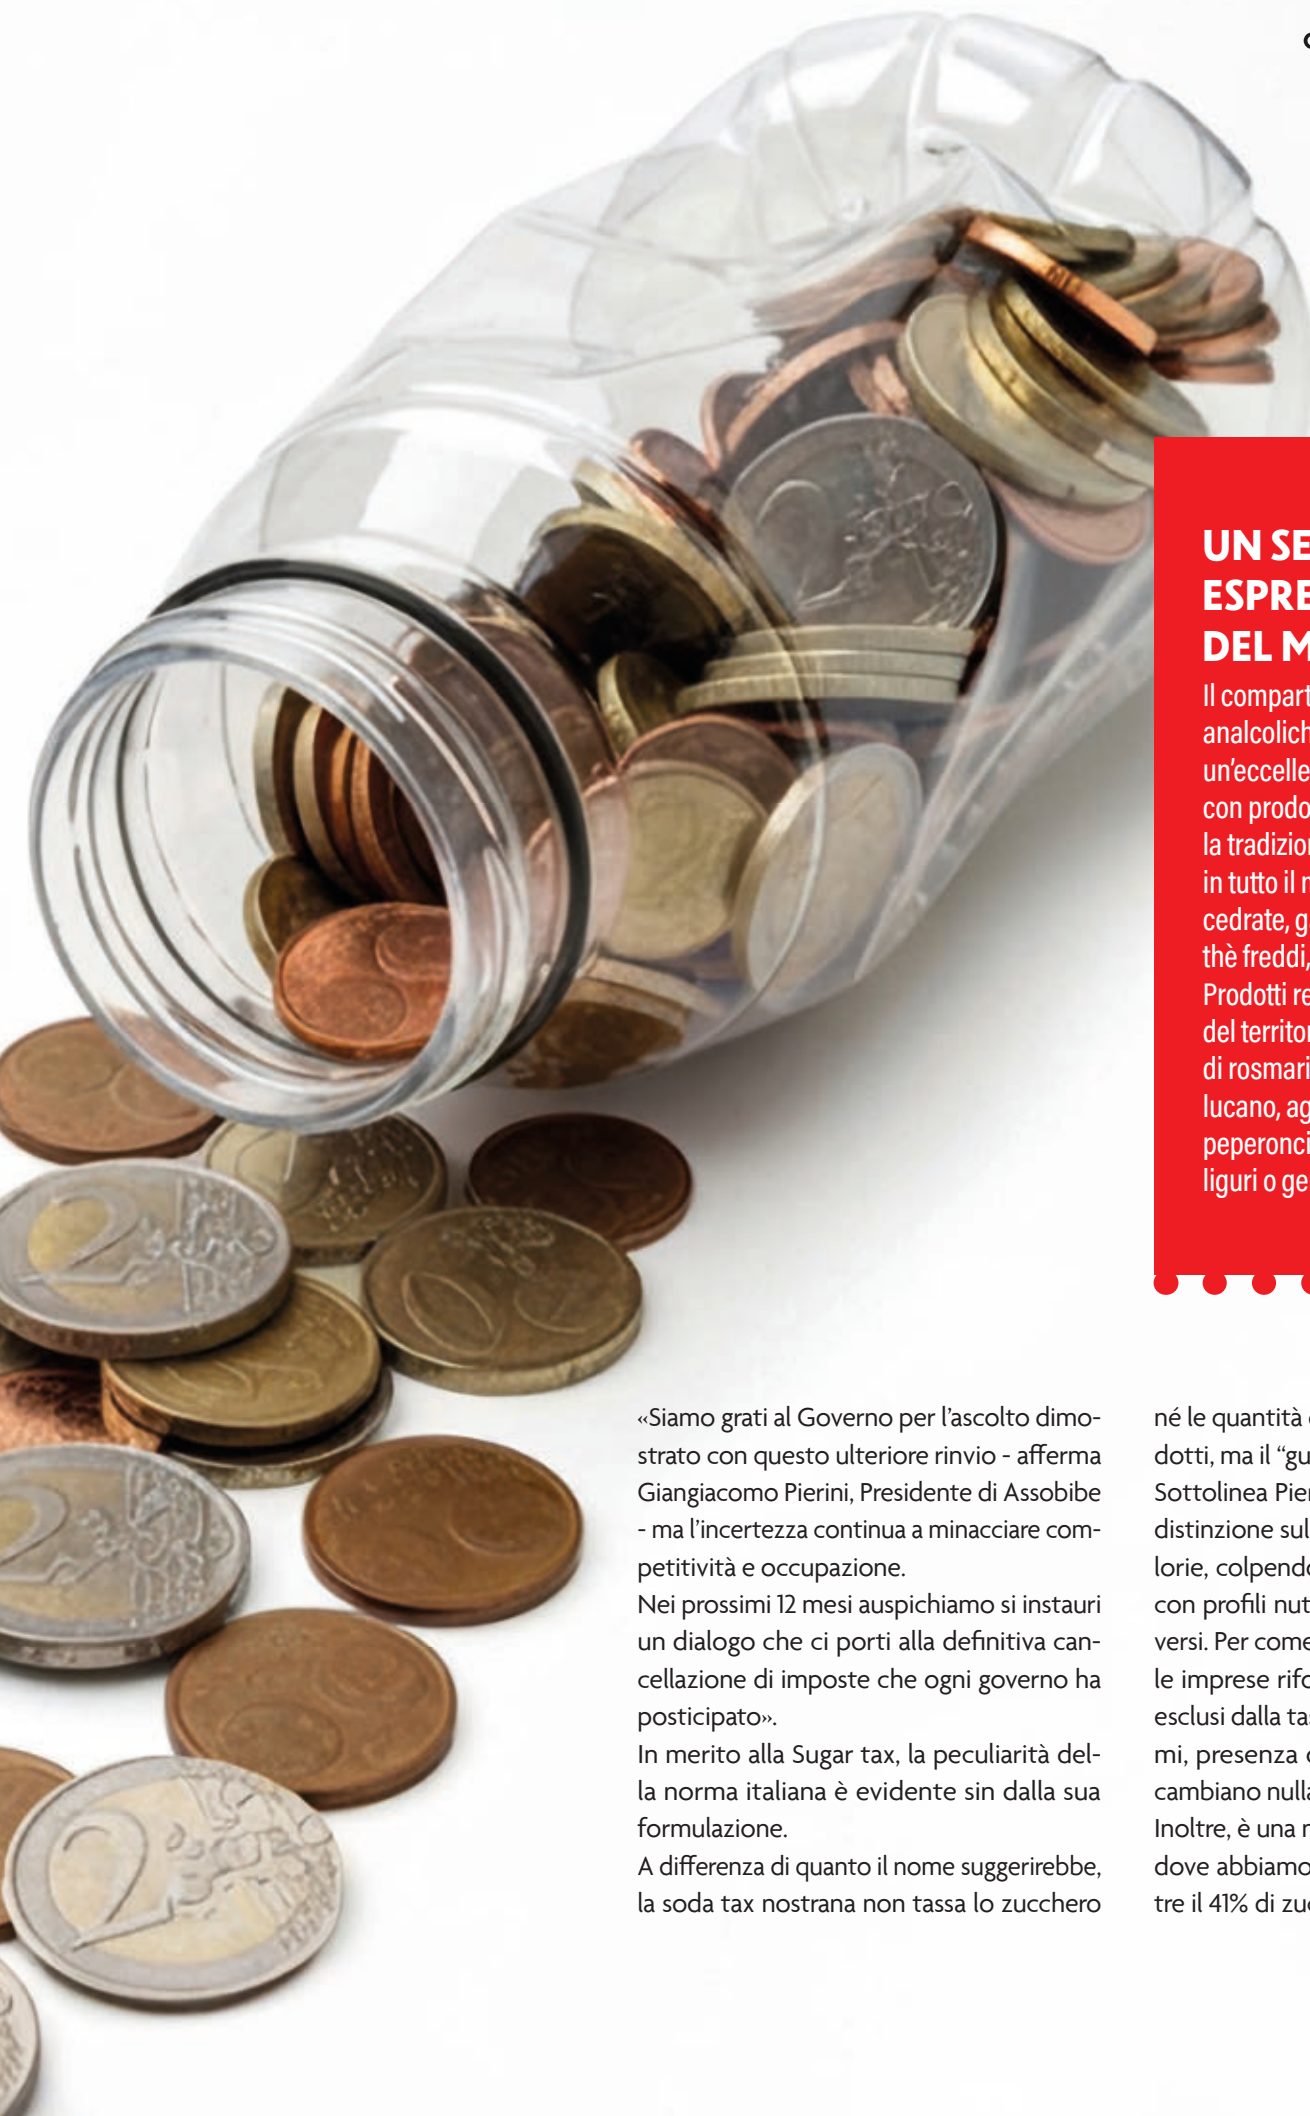 UN SE
ESPRE
DEL M
Il compart
analcolich
un’eccelle
con prodo
la tradizion
in tutto il
cedrate, g
thè freddi,
Prodotti re
del territor
di rosmari
lucano, ag
peperonci
liguri o ge
«Siamo grati al Governo per l’ascolto dimo-
strato con questo ulteriore rinvio - afferma
Giangiacomo Pierini, Presidente di Assobibe
- ma l’incertezza continua a minacciare com-
petitività e occupazione.
Nei prossimi 12 mesi auspichiamo si instauri
un dialogo che ci porti alla definitiva can-
cellazione di imposte che ogni governo ha
posticipato».
In merito alla Sugar tax, la peculiarità del-
la norma italiana è evidente sin dalla sua
formulazione.
A differenza di quanto il nome suggerirebbe,
la soda tax nostrana non tassa lo zucchero
né le quantità
dotti, ma il “gu
Sottolinea Pier
distinzione sul
lorie, colpendo
con profili nut
versi. Per come
le imprese rifo
esclusi dalla tas
mi, presenza
cambiano nulla
Inoltre, è una
dove abbiamo
tre il 41% di zuc